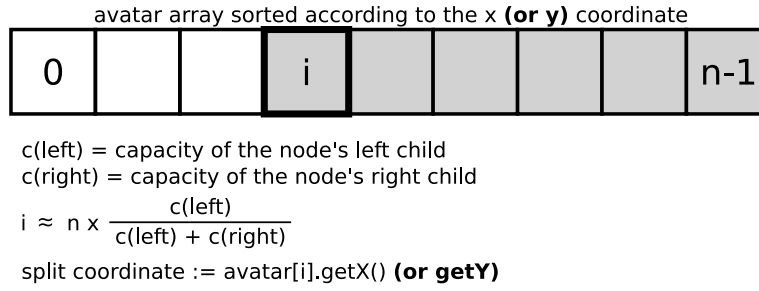 avatar array sorted according to the x (or y) coordinate
0 i n-1
c(left) = capacity of the node's left child
c(right) = capacity of the node's right child
c(left)
i ≈ n x
c(left) + c(right)
split coordinate := avatar[i].getX() (or getY)